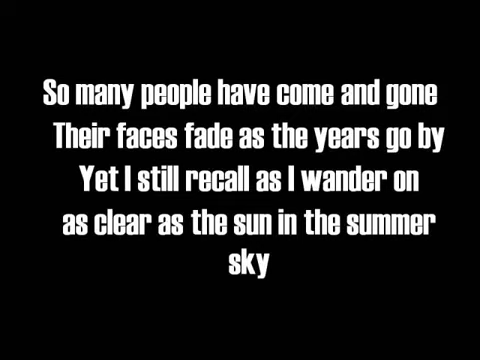 So many people have come and gone
Their faces fade as the years go by
Yet I still recall as I wander on
as clear as the sun in the summer
sky